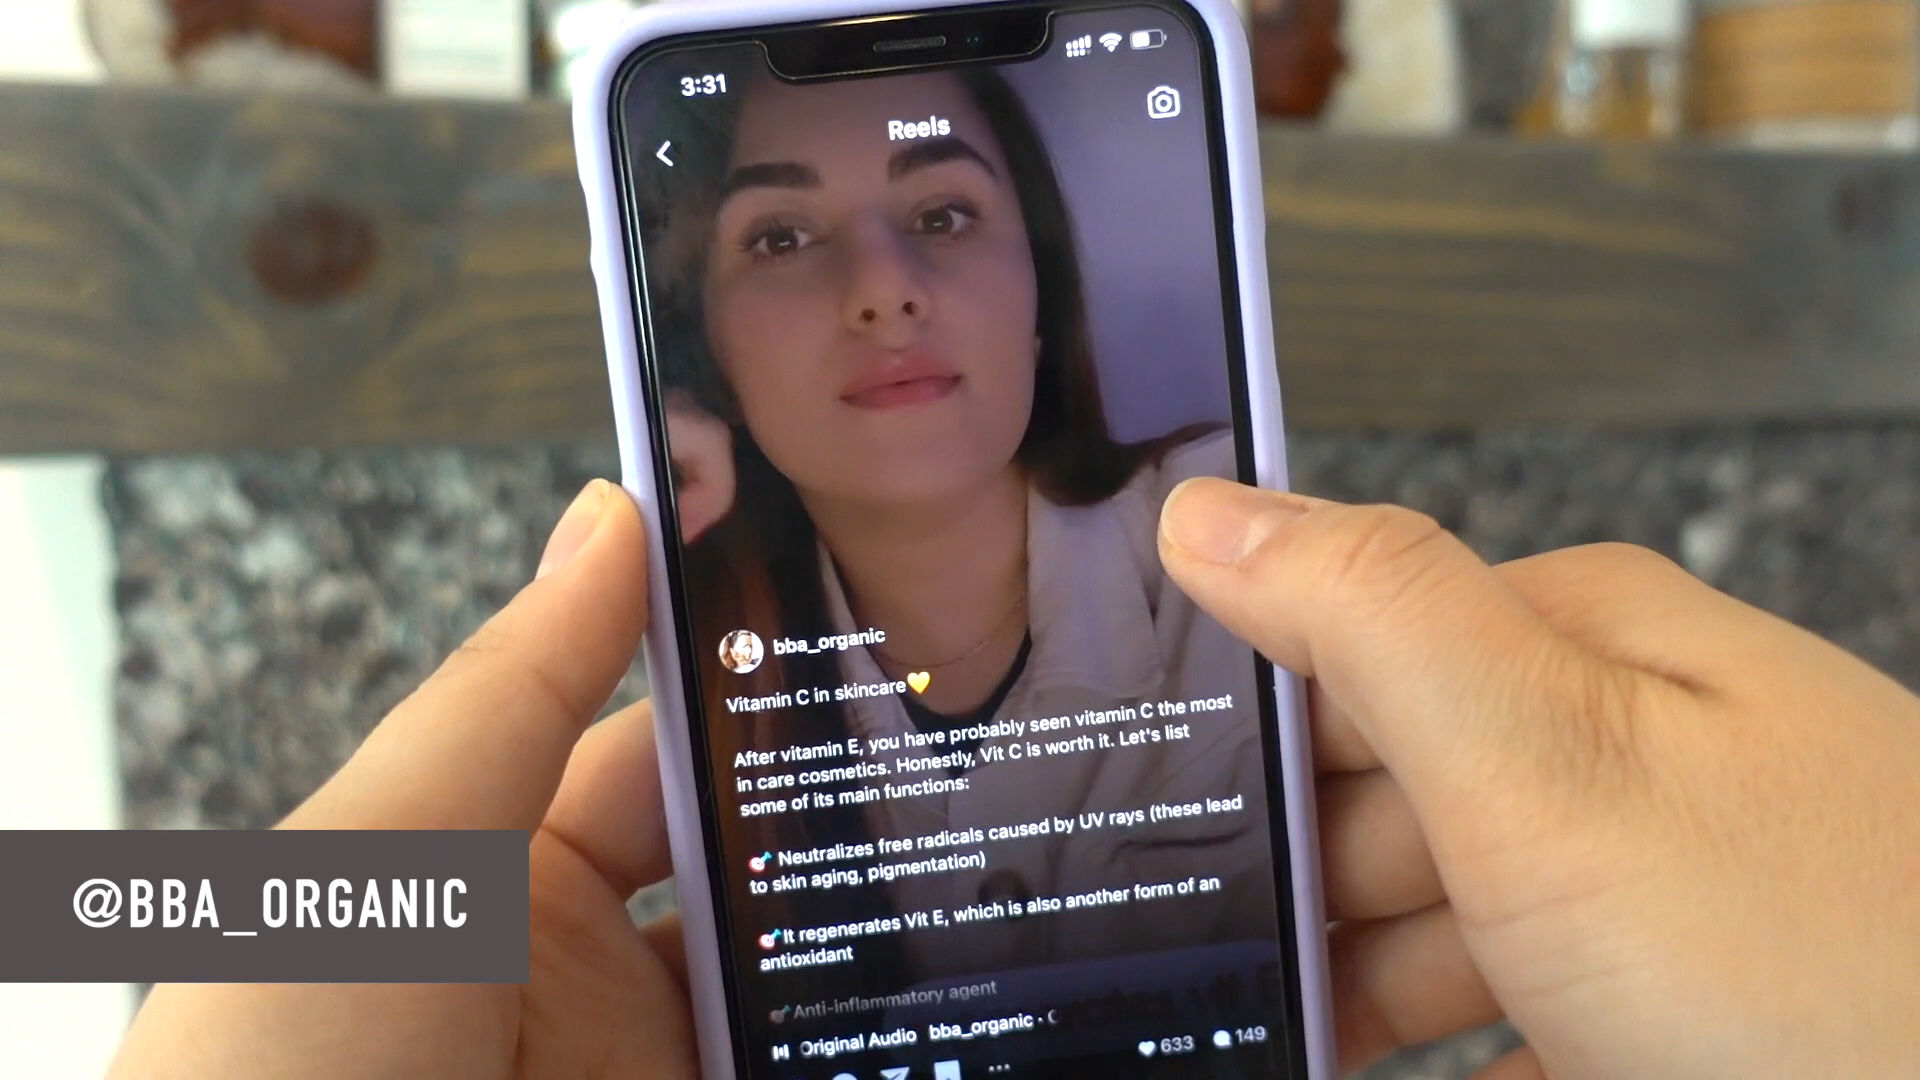 3:31
Reels
bba_organic
Vitamin C in skincare💛
After vitamin E, you have probably seen vitamin C the most
in care cosmetics. Honestly, Vit C is worth it. Let's list
some of its main functions:
🎯 Neutralizes free radicals caused by UV rays (these lead
to skin aging, pigmentation)
🎯It regenerates Vit E, which is also another form of an
antioxidant
🎯Anti-inflammatory agent
Original Audio bba_organic ·
633 149
@BBA_ORGANIC